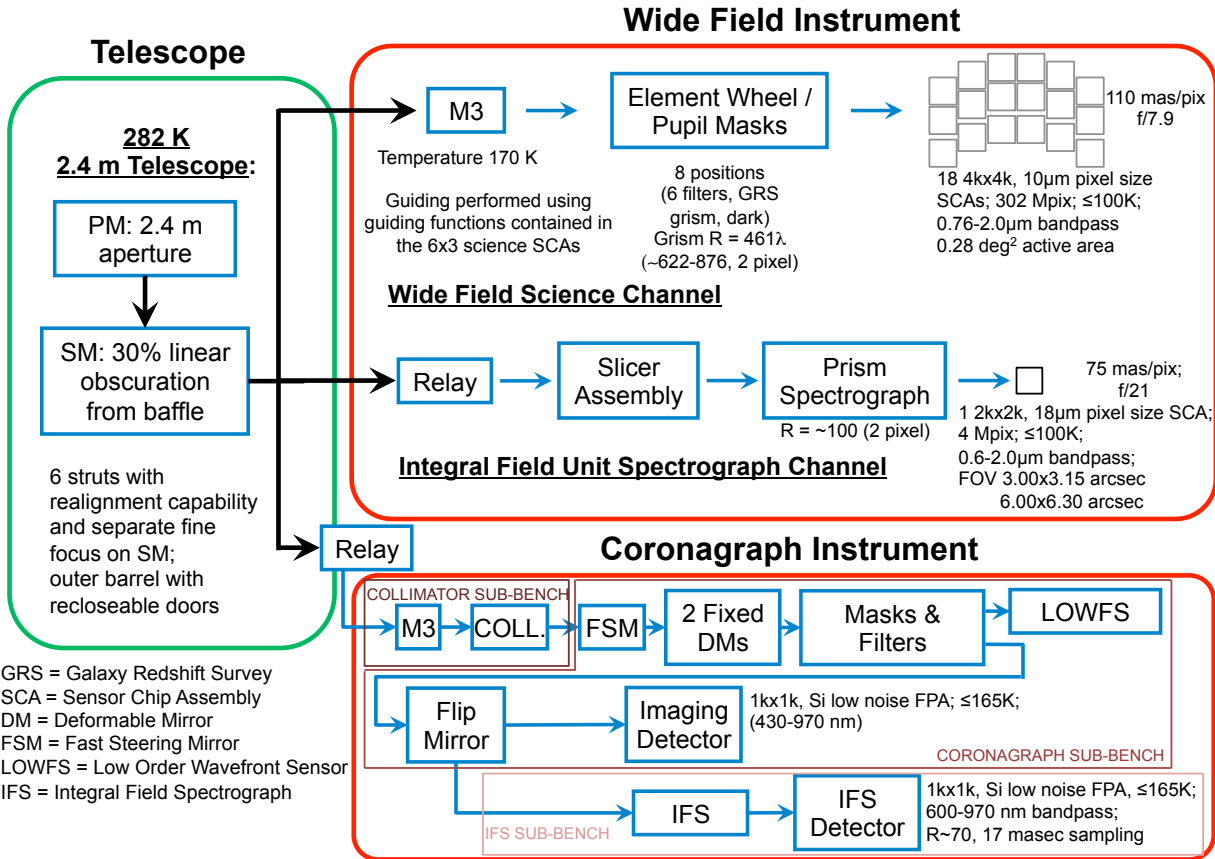 Wide Field Instrument
Telescope
282 K
2.4 m Telescope:
PM: 2.4 m
aperture
SM: 30% linear
obscuration
from baffle
6 struts with
realignment capability
and separate fine
focus on SM;
outer barrel with
recloseable doors
M3
Temperature 170 K
Guiding performed using
guiding functions contained in
the 6x3 science SCAs
Element Wheel /
Pupil Masks
8 positions
(6 filters, GRS
grism, dark)
Grism R = 461λ
(~622-876, 2 pixel)
110 mas/pix
f/7.9
18 4kx4k, 10µm pixel size
SCAs; 302 Mpix; ≤100K;
0.76-2.0µm bandpass
0.28 deg² active area
Wide Field Science Channel
Relay
Slicer
Assembly
Prism
Spectrograph
R = ~100 (2 pixel)
75 mas/pix;
f/21
1 2kx2k, 18µm pixel size SCA;
4 Mpix; ≤100K;
0.6-2.0µm bandpass;
FOV 3.00x3.15 arcsec
6.00x6.30 arcsec
Integral Field Unit Spectrograph Channel
Relay
Coronagraph Instrument
COLLIMATOR SUB-BENCH
M3
COLL.
FSM
2 Fixed
DMs
Masks &
Filters
LOWFS
Flip
Mirror
Imaging
Detector
1kx1k, Si low noise FPA; ≤165K;
(430-970 nm)
CORONAGRAPH SUB-BENCH
IFS
IFS
Detector
1kx1k, Si low noise FPA, ≤165K;
600-970 nm bandpass;
R~70, 17 masec sampling
IFS SUB-BENCH
GRS = Galaxy Redshift Survey
SCA = Sensor Chip Assembly
DM = Deformable Mirror
FSM = Fast Steering Mirror
LOWFS = Low Order Wavefront Sensor
IFS = Integral Field Spectrograph